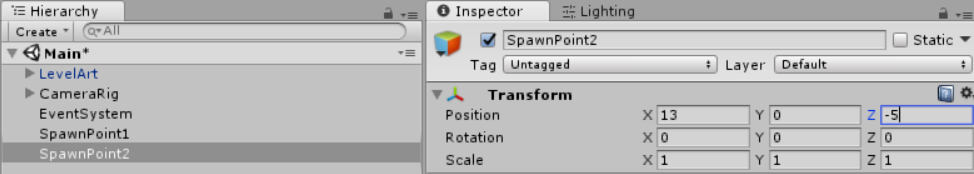 Hierarchy
Create All
Main*
LevelArt
CameraRig
EventSystem
SpawnPoint1
SpawnPoint2
Inspector Lighting
SpawnPoint2 Static
Tag Untagged Layer Default
Transform
Position X 13 Y 0 Z -5
Rotation X 0 Y 0 Z 0
Scale X 1 Y 1 Z 1